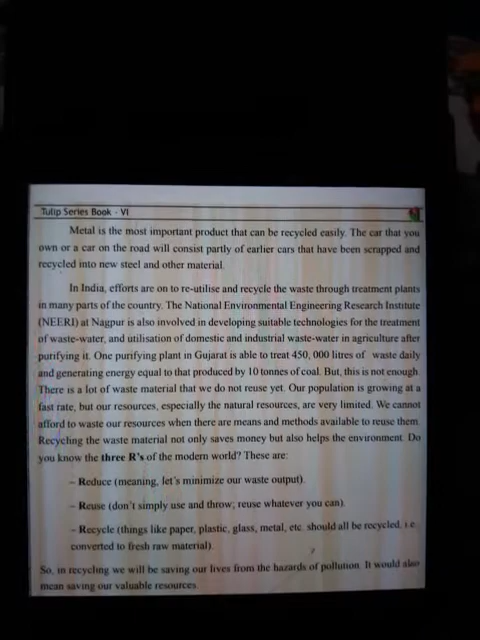 Tulip Series Book - VI
Metal is the most important product that can be recycled easily. The car that you
own or a car on the road will consist partly of earlier cars that have been scrapped and
recycled into new steel and other material.
In India, efforts are on to re-utilise and recycle the waste through treatment plants
in many parts of the country. The National Environmental Engineering Research Institute
(NEERI) at Nagpur is also involved in developing suitable technologies for the treatment
of waste-water, and utilisation of domestic and industrial waste-water in agriculture after
purifying it. One purifying plant in Gujarat is able to treat 450, 000 litres of waste daily
and generating energy equal to that produced by 10 tonnes of coal. But, this is not enough.
There is a lot of waste material that we do not reuse yet. Our population is growing at a
fast rate, but our resources, especially the natural resources, are very limited. We cannot
afford to waste our resources when there are means and methods available to reuse them.
Recycling the waste material not only saves money but also helps the environment. Do
you know the three R's of the modern world? These are:
– Reduce (meaning, let's minimize our waste output).
– Reuse (don't simply use and throw; reuse whatever you can).
– Recycle (things like paper, plastic, glass, metal, etc. should all be recycled, i.e.
converted to fresh raw material).
So, in recycling we will be saving our lives from the hazards of pollution. It would also
mean saving our valuable resources.